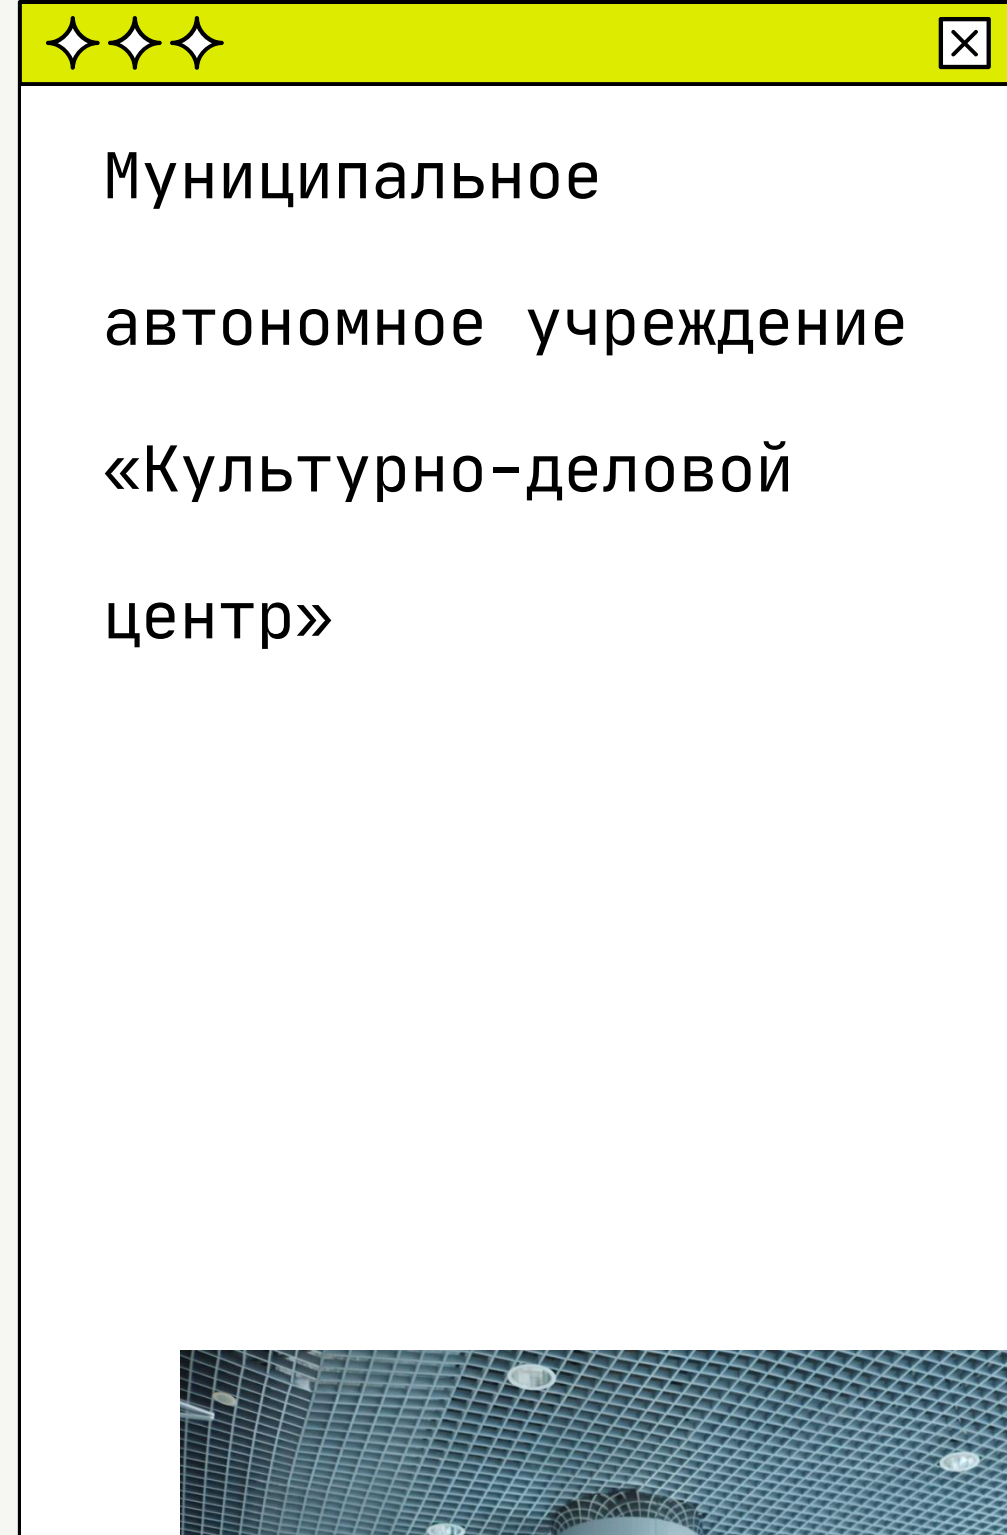 Муниципальное
автономное учреждение
«Культурно-деловой
центр»